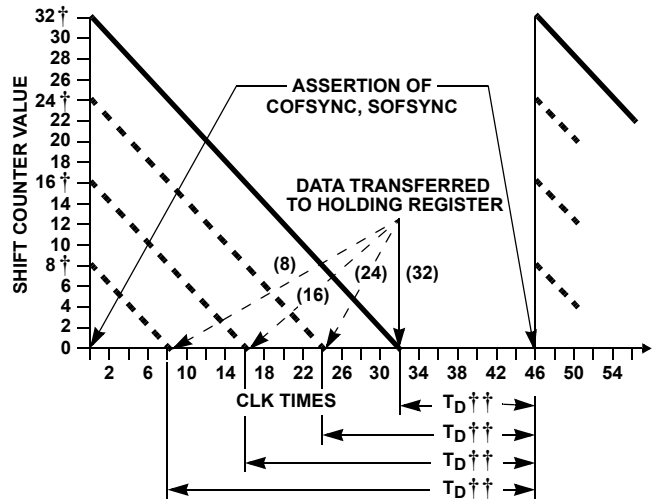 SHIFT COUNTER VALUE
32†
30
28
26
24†
22
20
18
16†
14
12
10
8†
6
4
2
0
ASSERTION OF
COFSYNC, SOFSYNC
DATA TRANSFERRED
TO HOLDING REGISTER
(8)
(16)
(24)
(32)
2 6 10 14 18 22 26 30 34 38 42 46 50 54
CLK TIMES
TD††
TD††
TD††
TD††